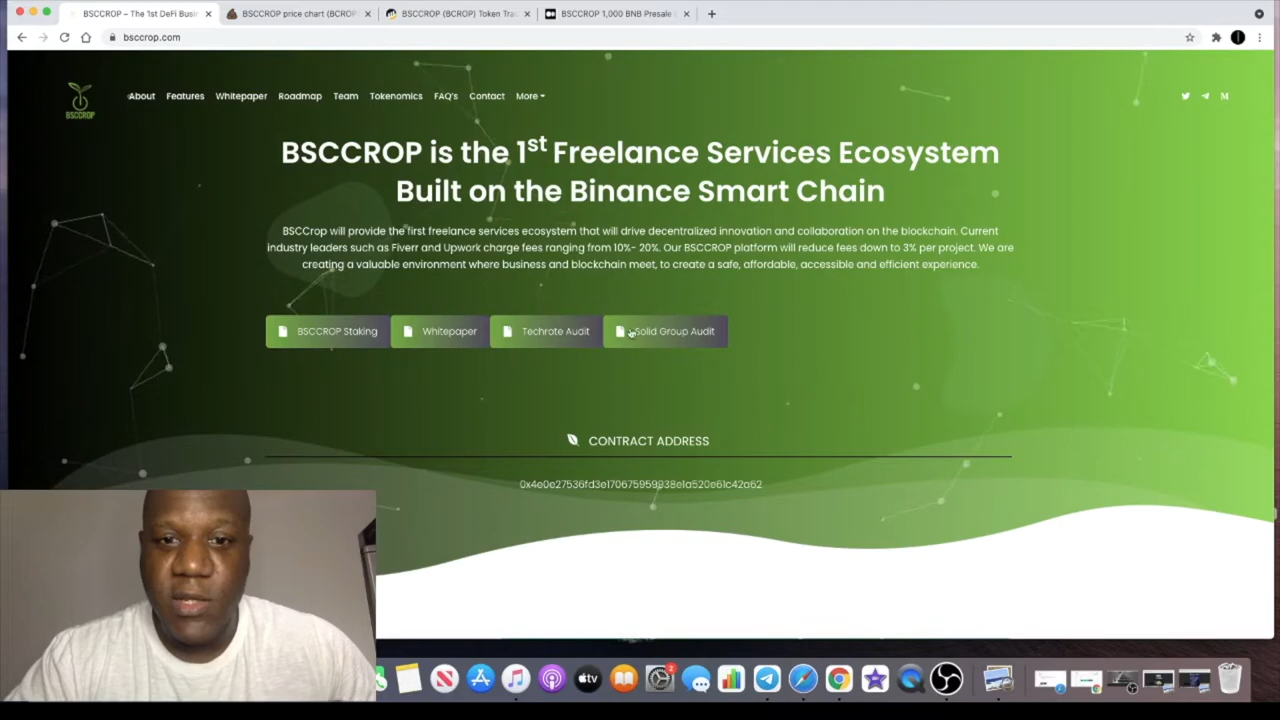 BSCCROP – The 1st DeFi Busin
BSCCROP price chart (BCROP
BSCCROP (BCROP) Token Tra
BSCCROP 1,000 BNB Presale
bsccrop.com
BSCCROP
About Features Whitepaper Roadmap Team Tokenomics FAQ's Contact More
BSCCROP is the 1st Freelance Services Ecosystem
Built on the Binance Smart Chain
BSCCrop will provide the first freelance services ecosystem that will drive decentralized innovation and collaboration on the blockchain. Current
industry leaders such as Fiverr and Upwork charge fees ranging from 10%- 20%. Our BSCCROP platform will reduce fees down to 3% per project. We are
creating a valuable environment where business and blockchain meet, to create a safe, affordable, accessible and efficient experience.
BSCCROP Staking Whitepaper Techrate Audit Solid Group Audit
CONTRACT ADDRESS
tv
2